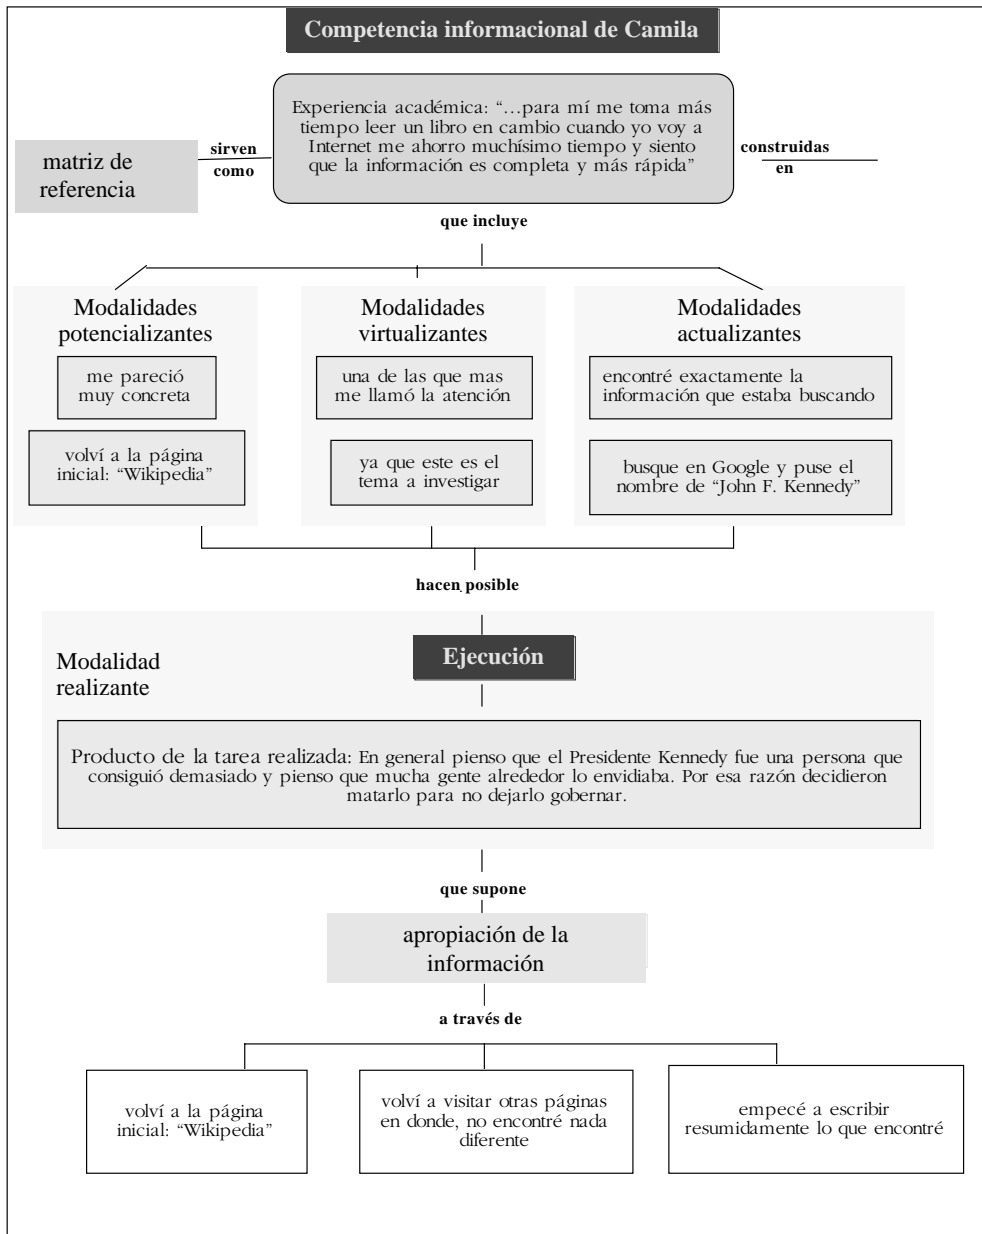 Competencia informacional de Camila
Experiencia académica: “…para mí me toma más
tiempo leer un libro en cambio cuando yo voy a
Internet me ahorro muchísimo tiempo y siento
que la información es completa y más rápida”
matriz de
referencia
sirven
como
construidas
en
que incluye
Modalidades
potencializantes
me pareció
muy concreta
volví a la página
inicial: “Wikipedia”
Modalidades
virtualizantes
una de las que mas
me llamó la atención
ya que este es el
tema a investigar
Modalidades
actualizantes
encontré exactamente la
información que estaba buscando
busque en Google y puse el
nombre de “John F. Kennedy”
hacen posible
Ejecución
Modalidad
realizante
Producto de la tarea realizada: En general pienso que el Presidente Kennedy fue una persona que
consiguió demasiado y pienso que mucha gente alrededor lo envidiaba. Por esa razón decidieron
matarlo para no dejarlo gobernar.
que supone
apropiación de la
información
a través de
volví a la página
inicial: “Wikipedia”
volví a visitar otras páginas
en donde, no encontré nada
diferente
empecé a escribir
resumidamente lo que encontré